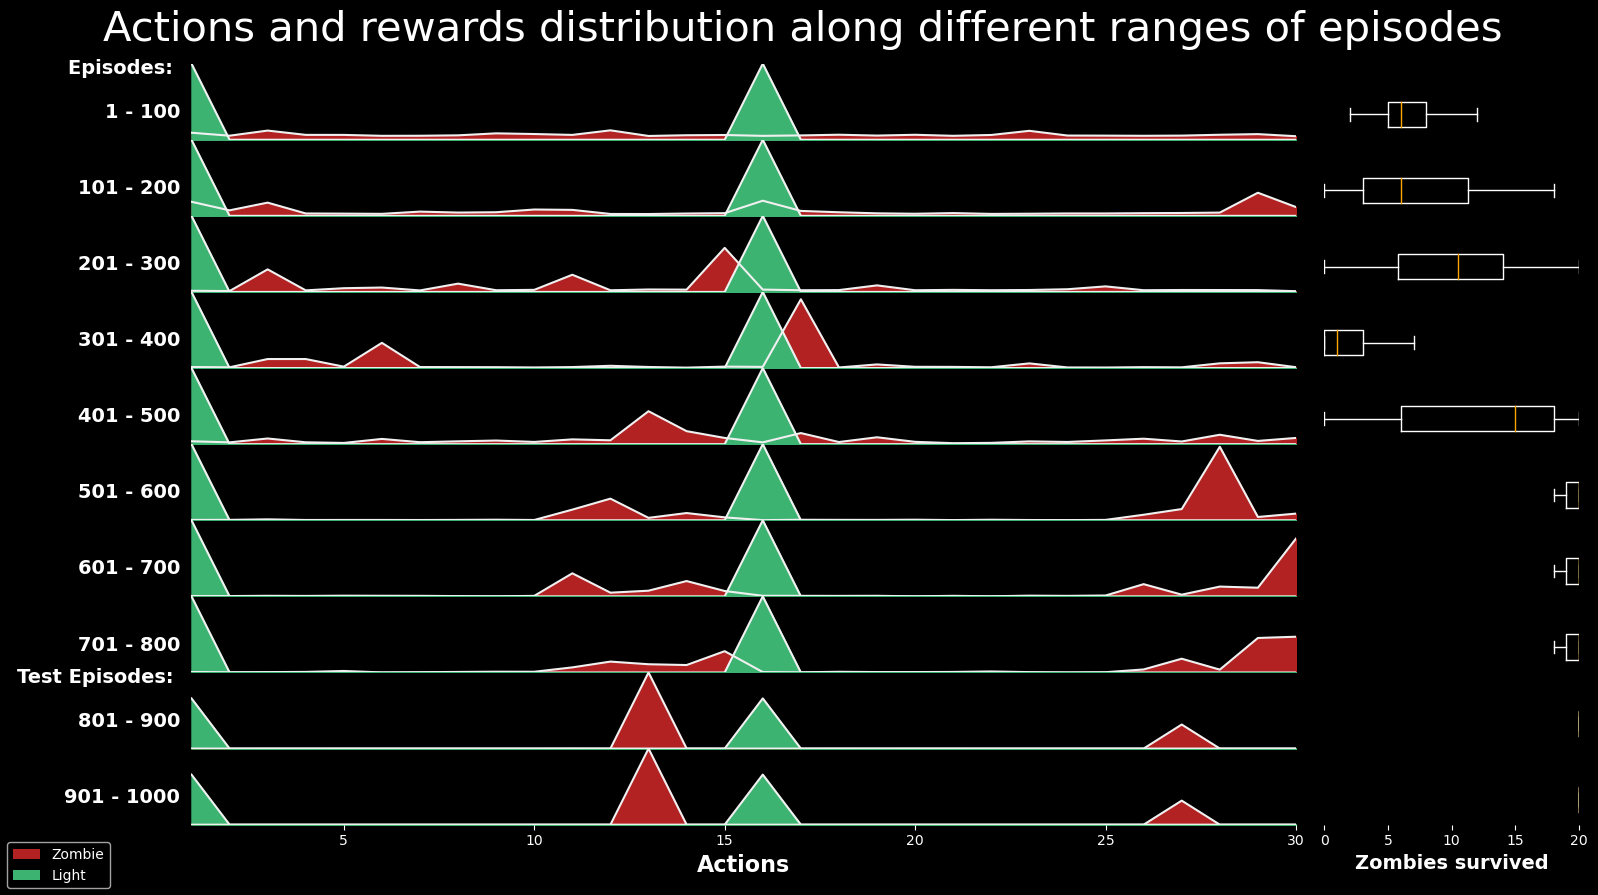 Actions and rewards distribution along different ranges of episodes
Episodes:
1 - 100
101 - 200
201 - 300
301 - 400
401 - 500
501 - 600
601 - 700
701 - 800
Test Episodes:
801 - 900
901 - 1000
5 10 15 20 25 30
0 5 10 15 20
Actions
Zombies survived
Zombie
Light